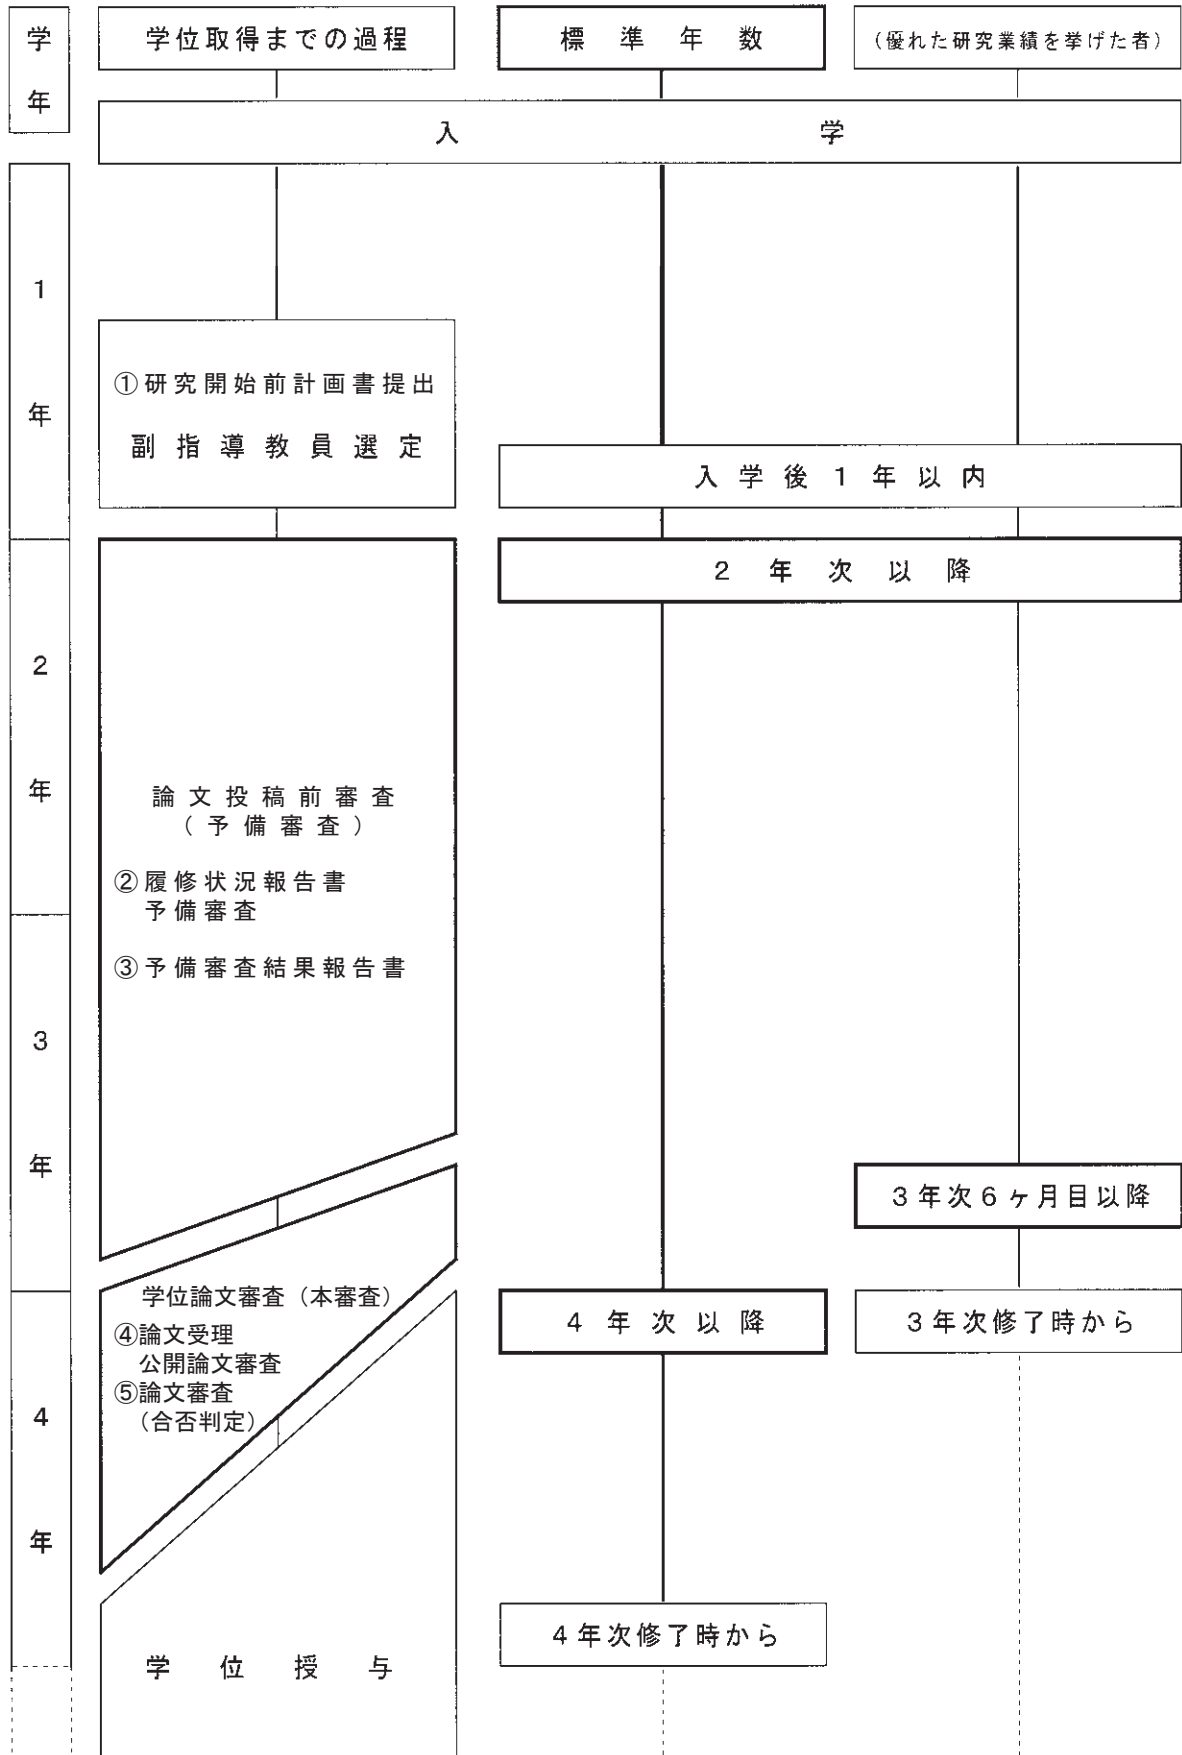 学年
学位取得までの過程
標準年数
（優れた研究業績を挙げた者）
入学
1年
①研究開始前計画書提出
副指導教員選定
入学後1年以内
2年次以降
2年
論文投稿前審査
（予備審査）
②履修状況報告書
予備審査
③予備審査結果報告書
3年
3年次6ヶ月目以降
学位論文審査（本審査）
④論文受理
公開論文審査
⑤論文審査
（合否判定）
4年次以降
3年次修了時から
4年
4年次修了時から
学位授与